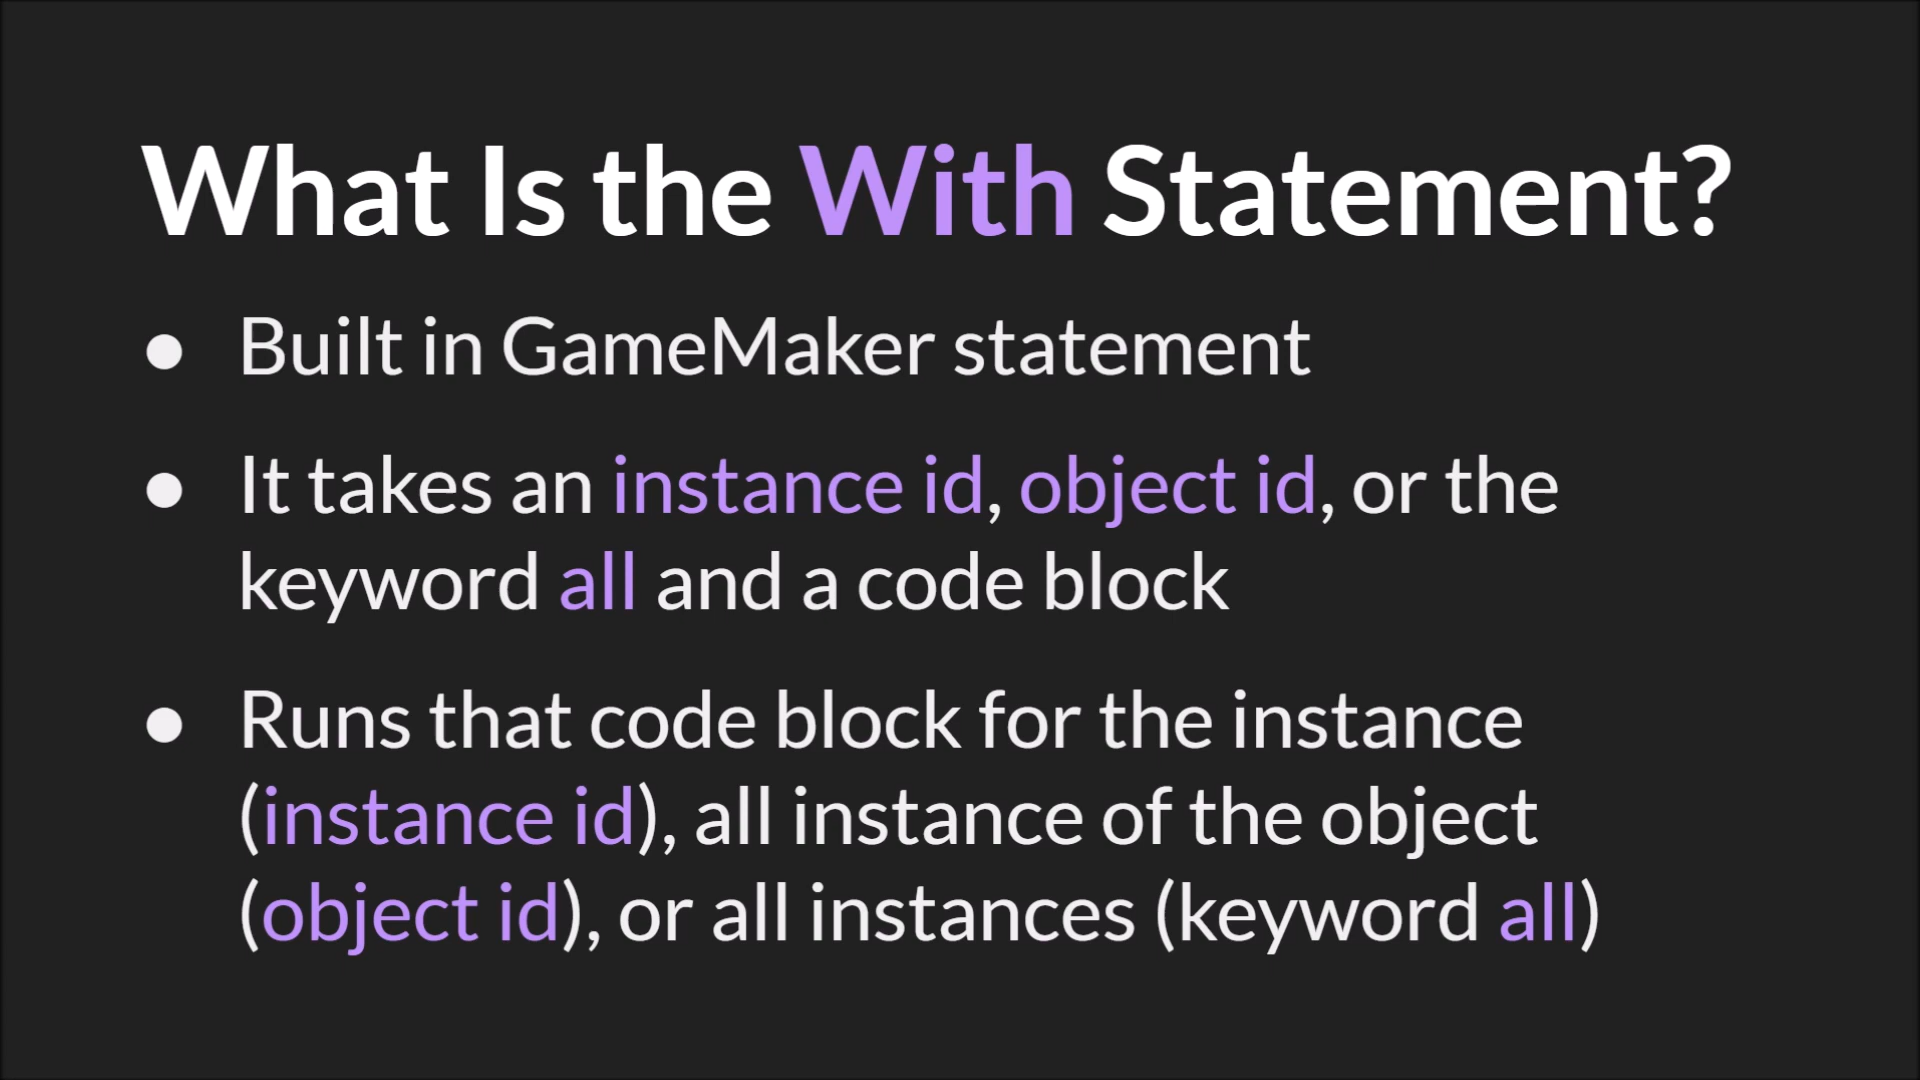 What Is the With Statement?
● Built in GameMaker statement
● It takes an instance id, object id, or the
keyword all and a code block
● Runs that code block for the instance
(instance id), all instance of the object
(object id), or all instances (keyword all)